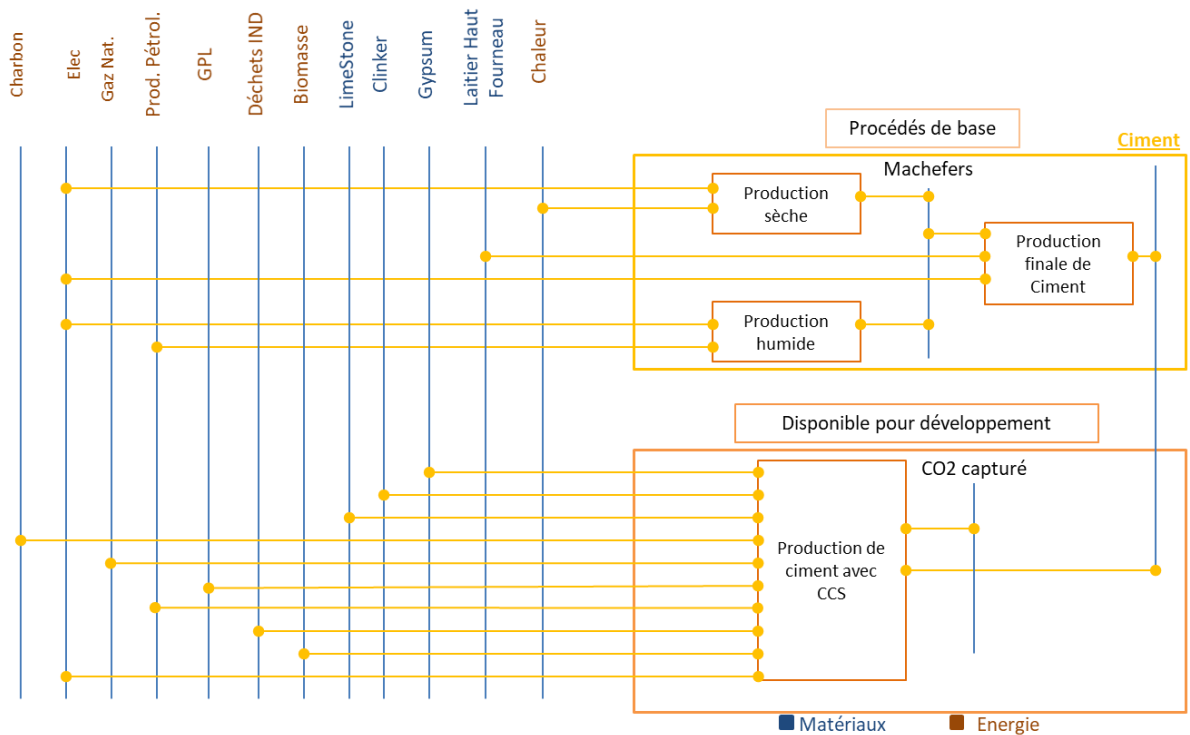 Charbon
Elec
Gaz Nat.
Prod. Pétrol.
GPL
Déchets IND
Biomasse
LimeStone
Clinker
Gypsum
Laitier Haut
Fourneau
Chaleur
Procédés de base
Ciment
Machefers
Production
sèche
Production
finale de
Ciment
Production
humide
Disponible pour développement
CO2 capturé
Production de
ciment avec
CCS
Matériaux
Energie